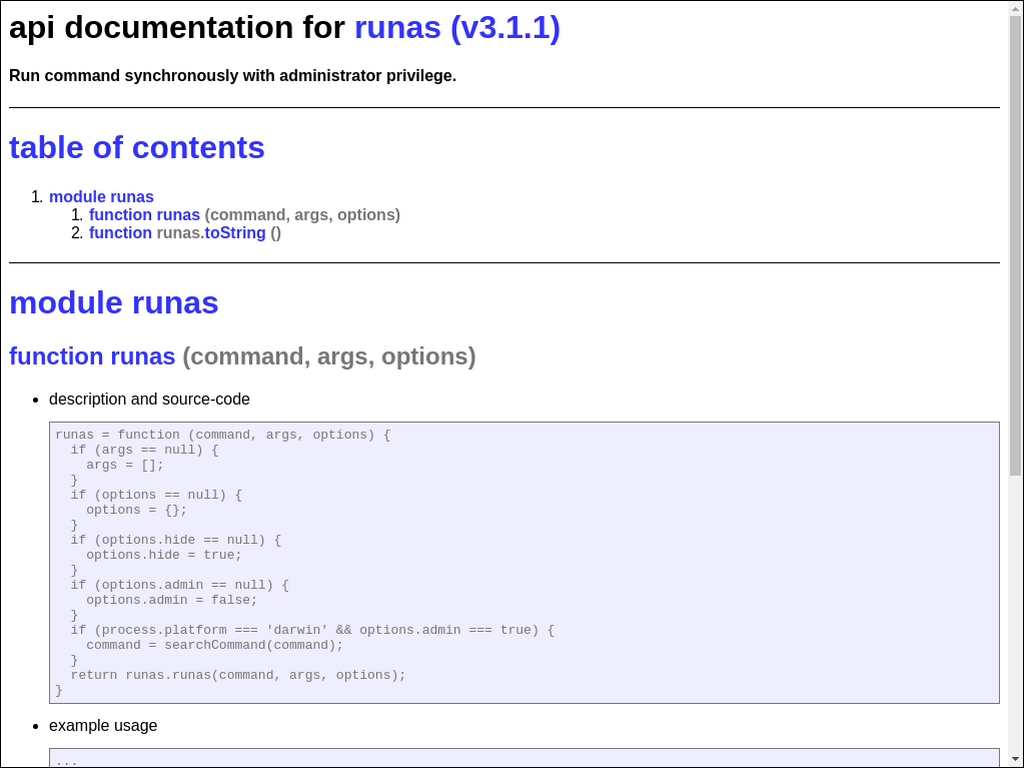 api documentation for runas (v3.1.1)
Run command synchronously with administrator privilege.
table of contents
1. module runas
1. function runas (command, args, options)
2. function runas.toString ()
module runas
function runas (command, args, options)
• description and source-code
runas = function (command, args, options) {
  if (args == null) {
    args = [];
  }
  if (options == null) {
    options = {};
  }
  if (options.hide == null) {
    options.hide = true;
  }
  if (options.admin == null) {
    options.admin = false;
  }
  if (process.platform === 'darwin' && options.admin === true) {
    command = searchCommand(command);
  }
  return runas.runas(command, args, options);
}
• example usage
...